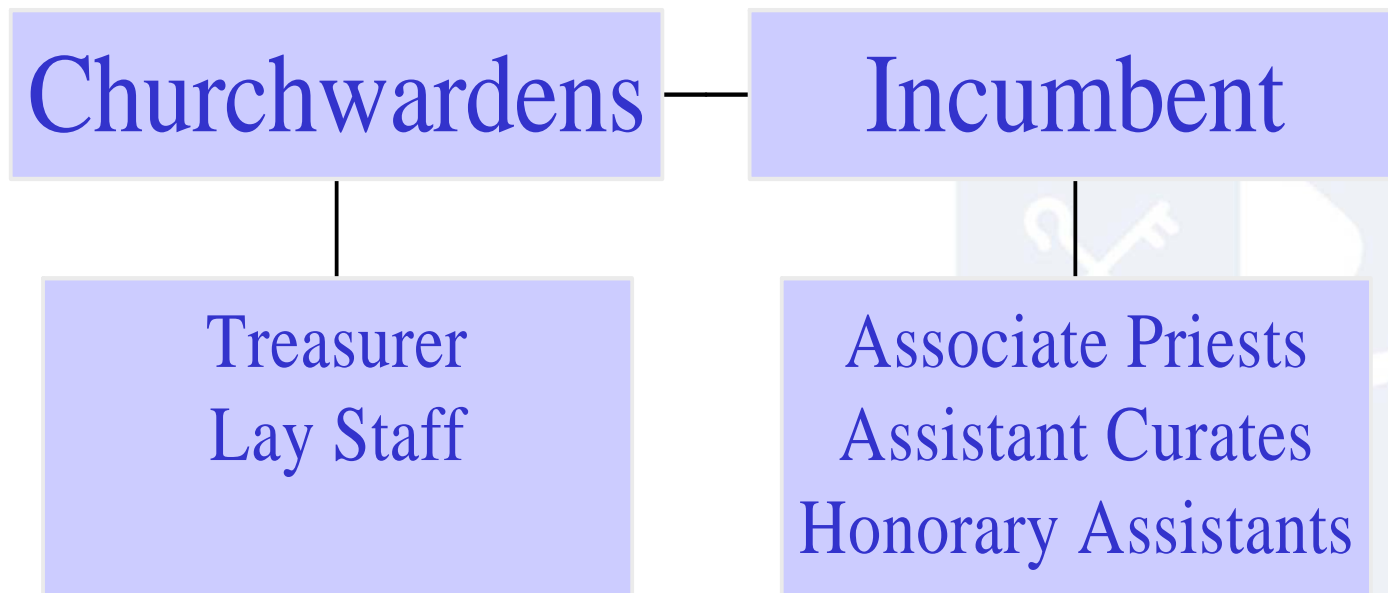 Churchwardens
Incumbent
Treasurer
Lay Staff
Associate Priests
Assistant Curates
Honorary Assistants